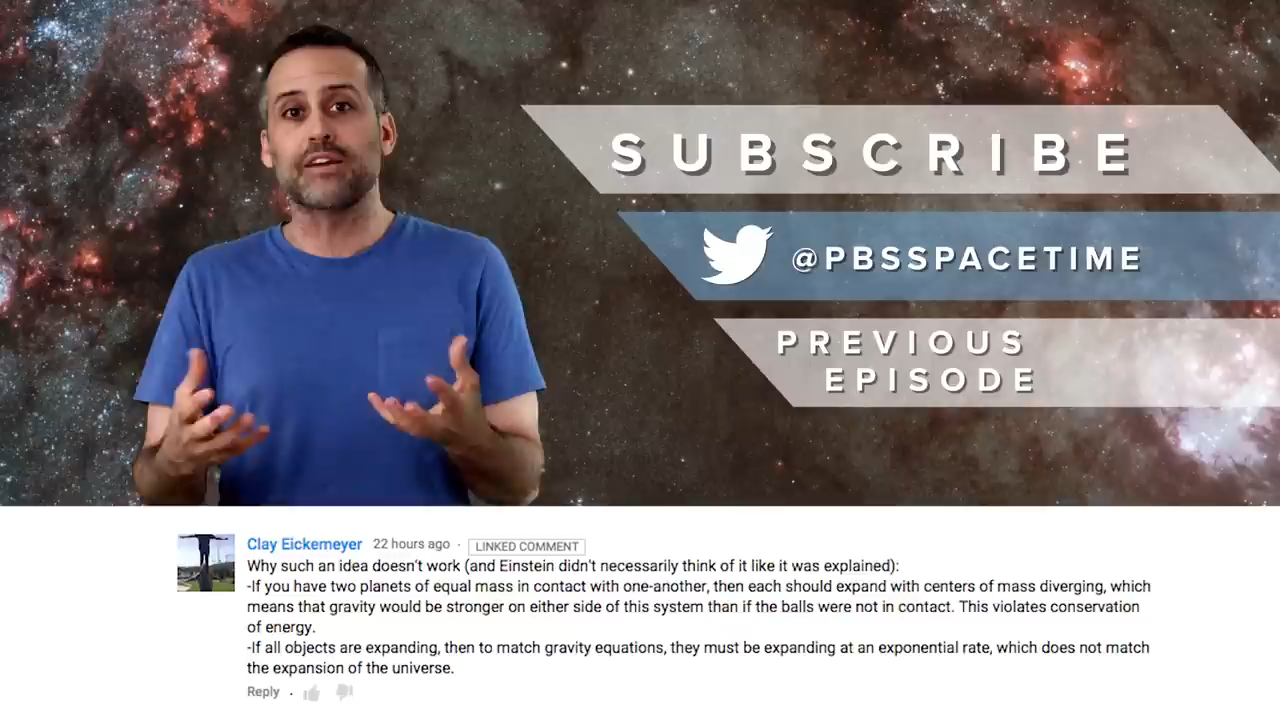 SUBSCRIBE
@PBSSPACETIME
PREVIOUS
EPISODE
Clay Eickemeyer 22 hours ago · LINKED COMMENT
Why such an idea doesn't work (and Einstein didn't necessarily think of it like it was explained):
-If you have two planets of equal mass in contact with one-another, then each should expand with centers of mass diverging, which
means that gravity would be stronger on either side of this system than if the balls were not in contact. This violates conservation
of energy.
-If all objects are expanding, then to match gravity equations, they must be expanding at an exponential rate, which does not match
the expansion of the universe.
Reply ·